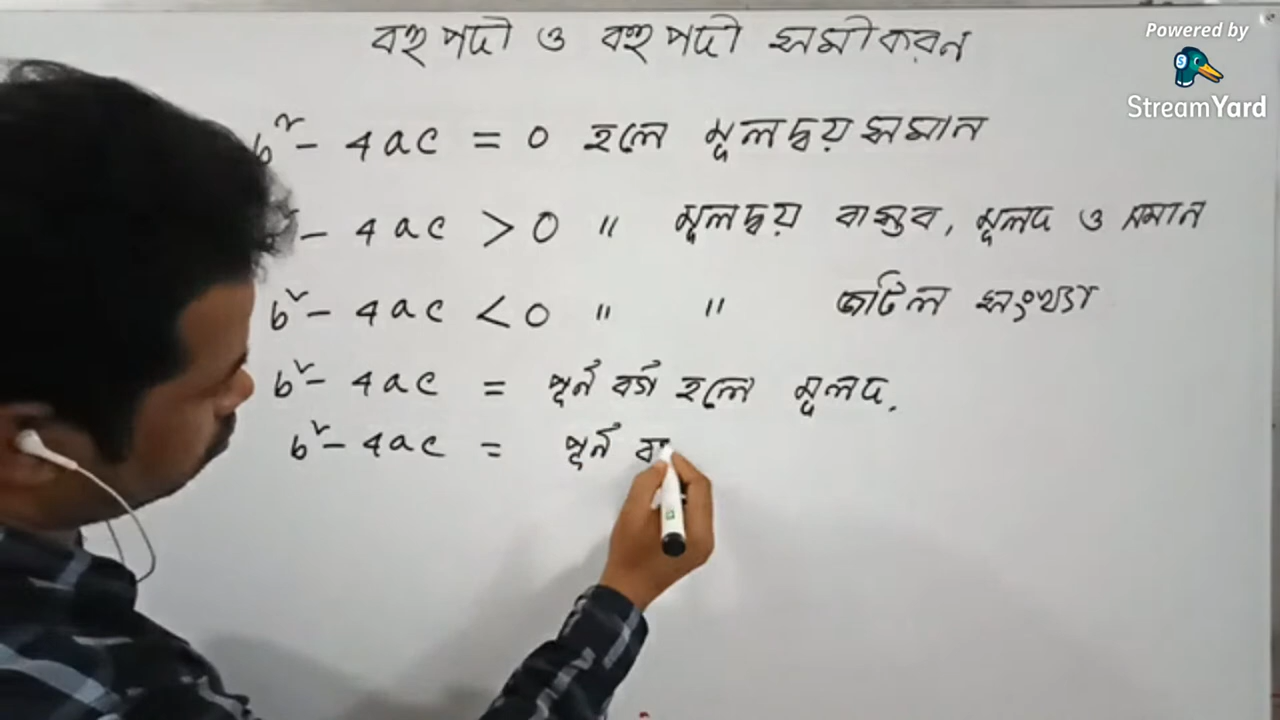 বহুপদী ও বহুপদী সমীকরন
Powered by
StreamYard
b² - 4ac = 0 হলে মূলদ্বয় সমান
- 4ac > 0 " মূলদ্বয় বাস্তব, মূলদ ও সমান
b² - 4ac < 0 " " জটিল সংখ্যা
b² - 4ac = পূর্ন বর্গ হলে মূলদ.
b² - 4ac = পূর্ন